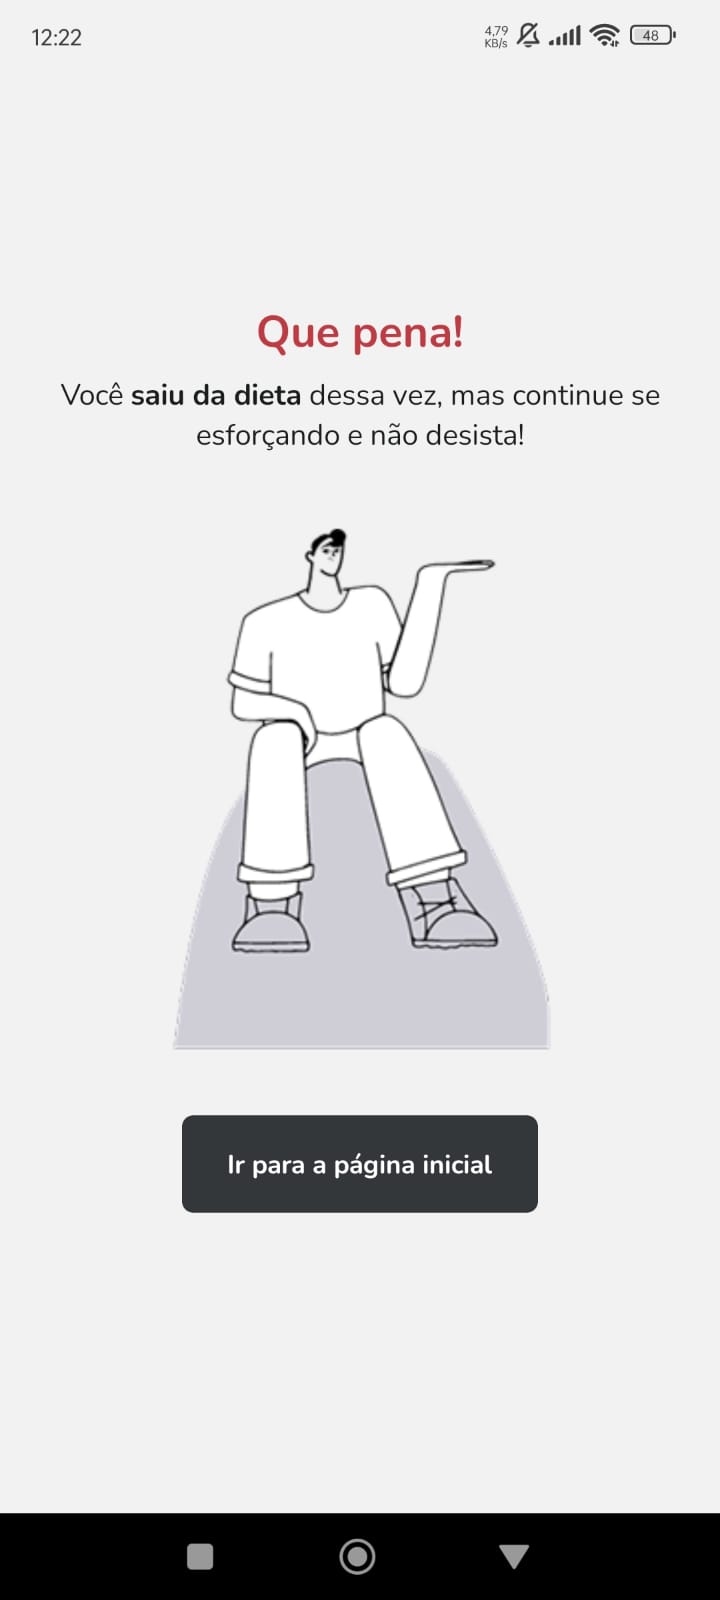 12:22
4,79
KB/s
48
Que pena!
Você saiu da dieta dessa vez, mas continue se
esforçando e não desista!
Ir para a página inicial